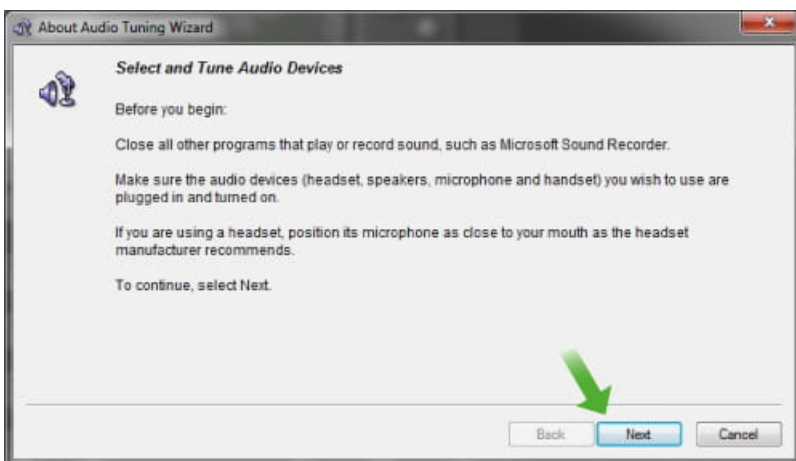 About Audio Tuning Wizard
Select and Tune Audio Devices
Before you begin:
Close all other programs that play or record sound, such as Microsoft Sound Recorder.
Make sure the audio devices (headset, speakers, microphone and handset) you wish to use are
plugged in and turned on.
If you are using a headset, position its microphone as close to your mouth as the headset
manufacturer recommends.
To continue, select Next.
Back Next Cancel